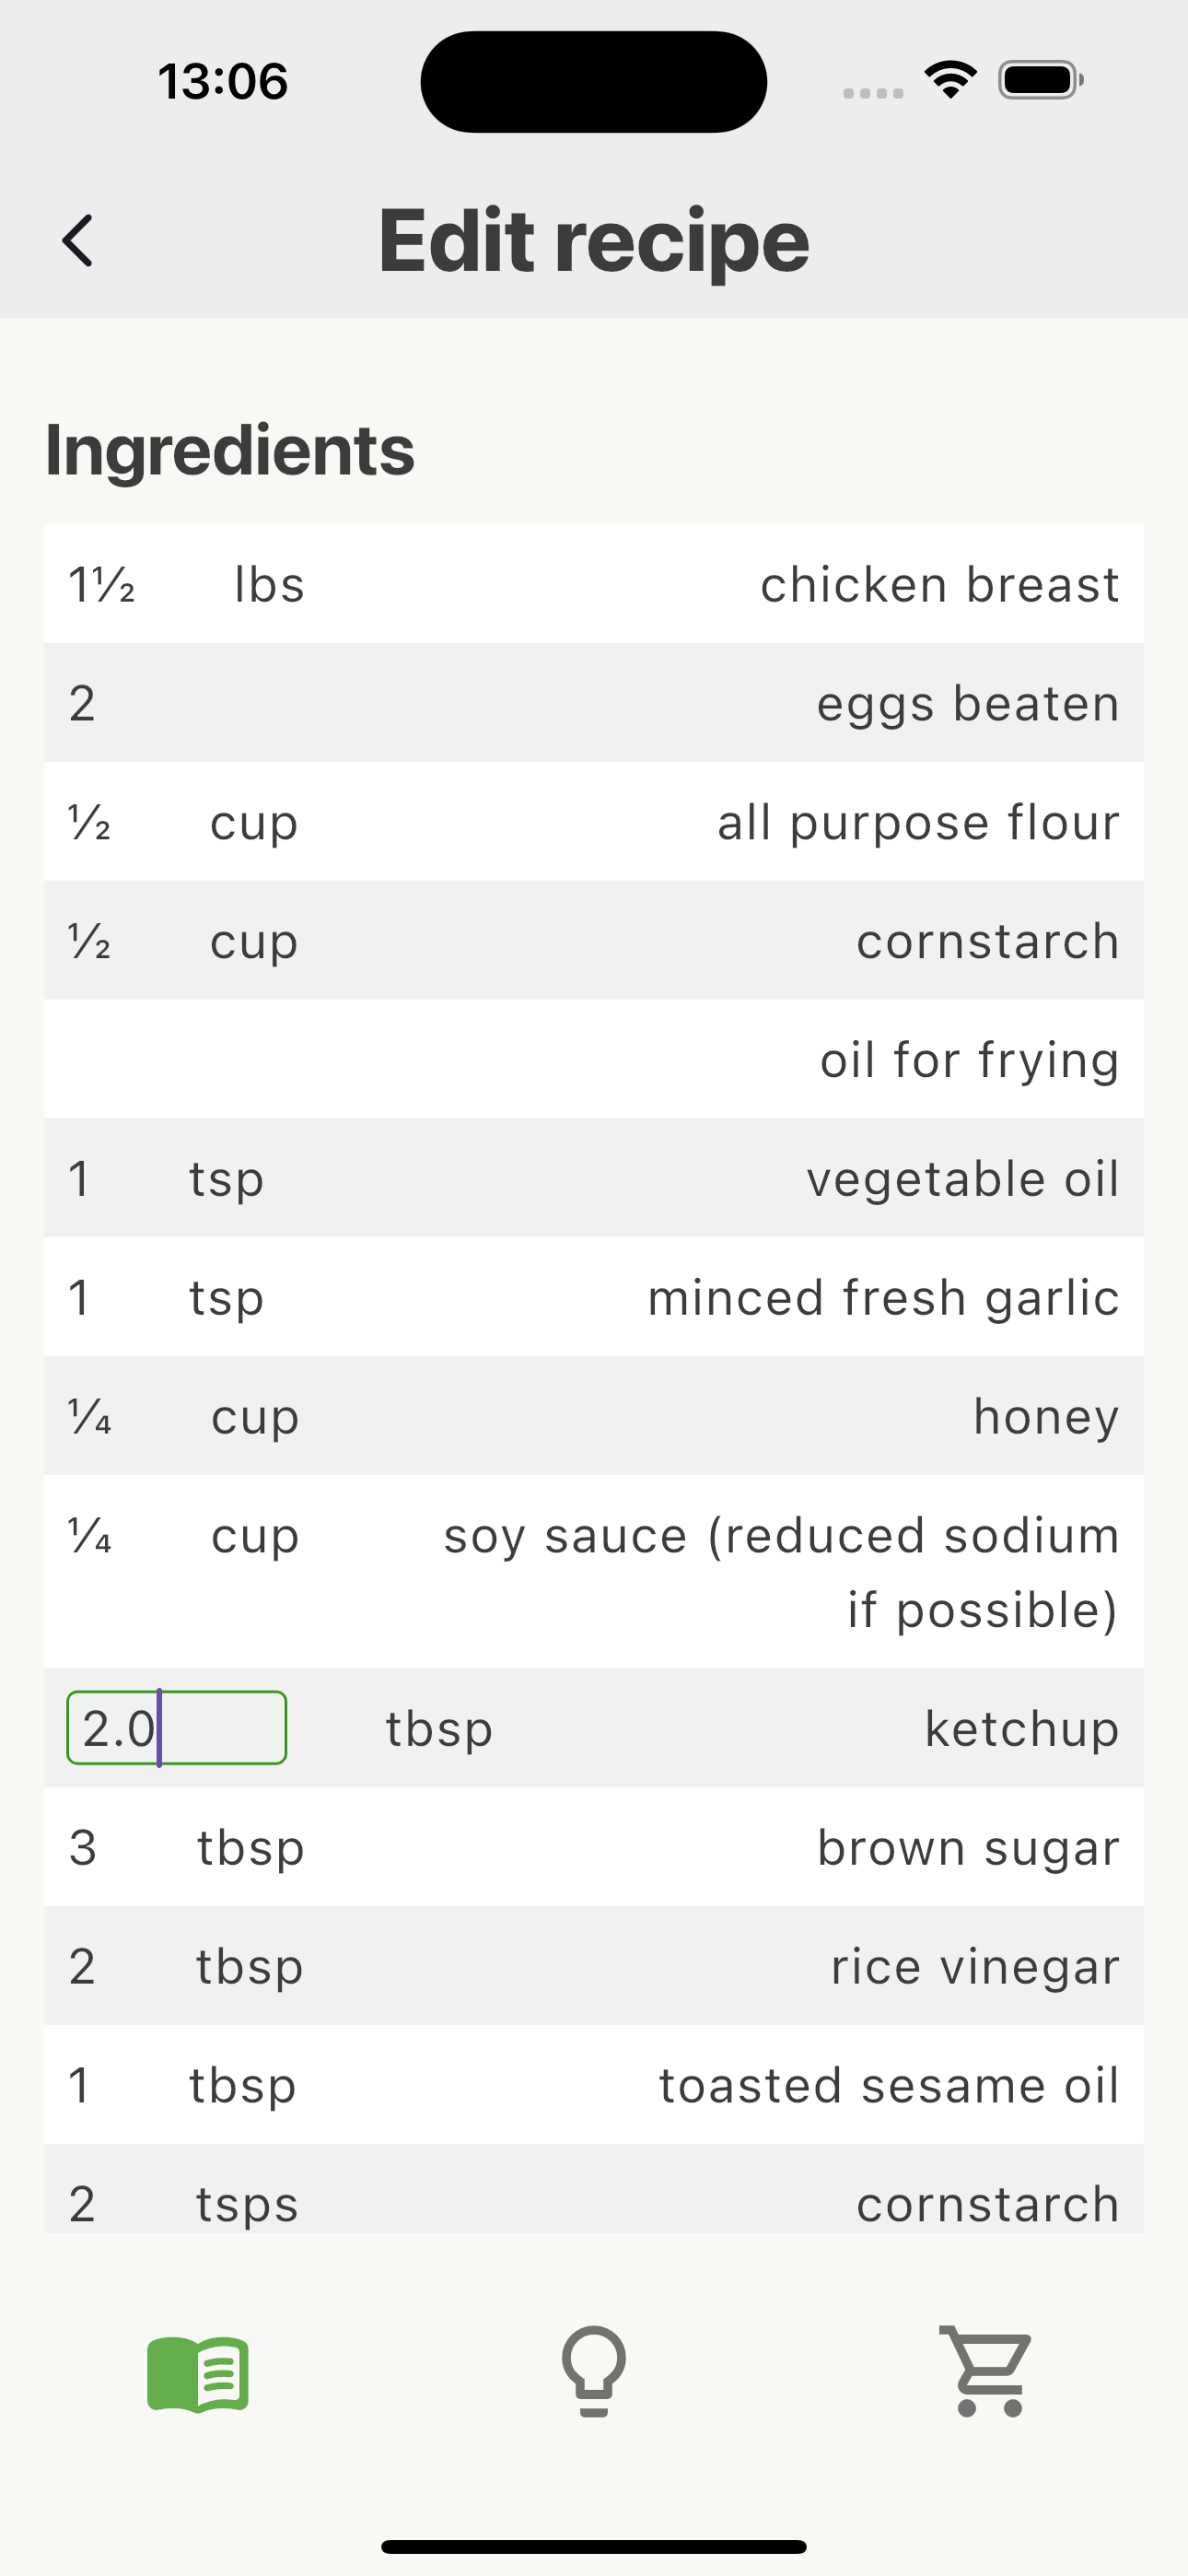 13:06
Edit recipe
Ingredients
1½ lbs chicken breast
2 eggs beaten
½ cup all purpose flour
½ cup cornstarch
oil for frying
1 tsp vegetable oil
1 tsp minced fresh garlic
¼ cup honey
¼ cup soy sauce (reduced sodium
if possible)
2.0 tbsp ketchup
3 tbsp brown sugar
2 tbsp rice vinegar
1 tbsp toasted sesame oil
2 tsps cornstarch